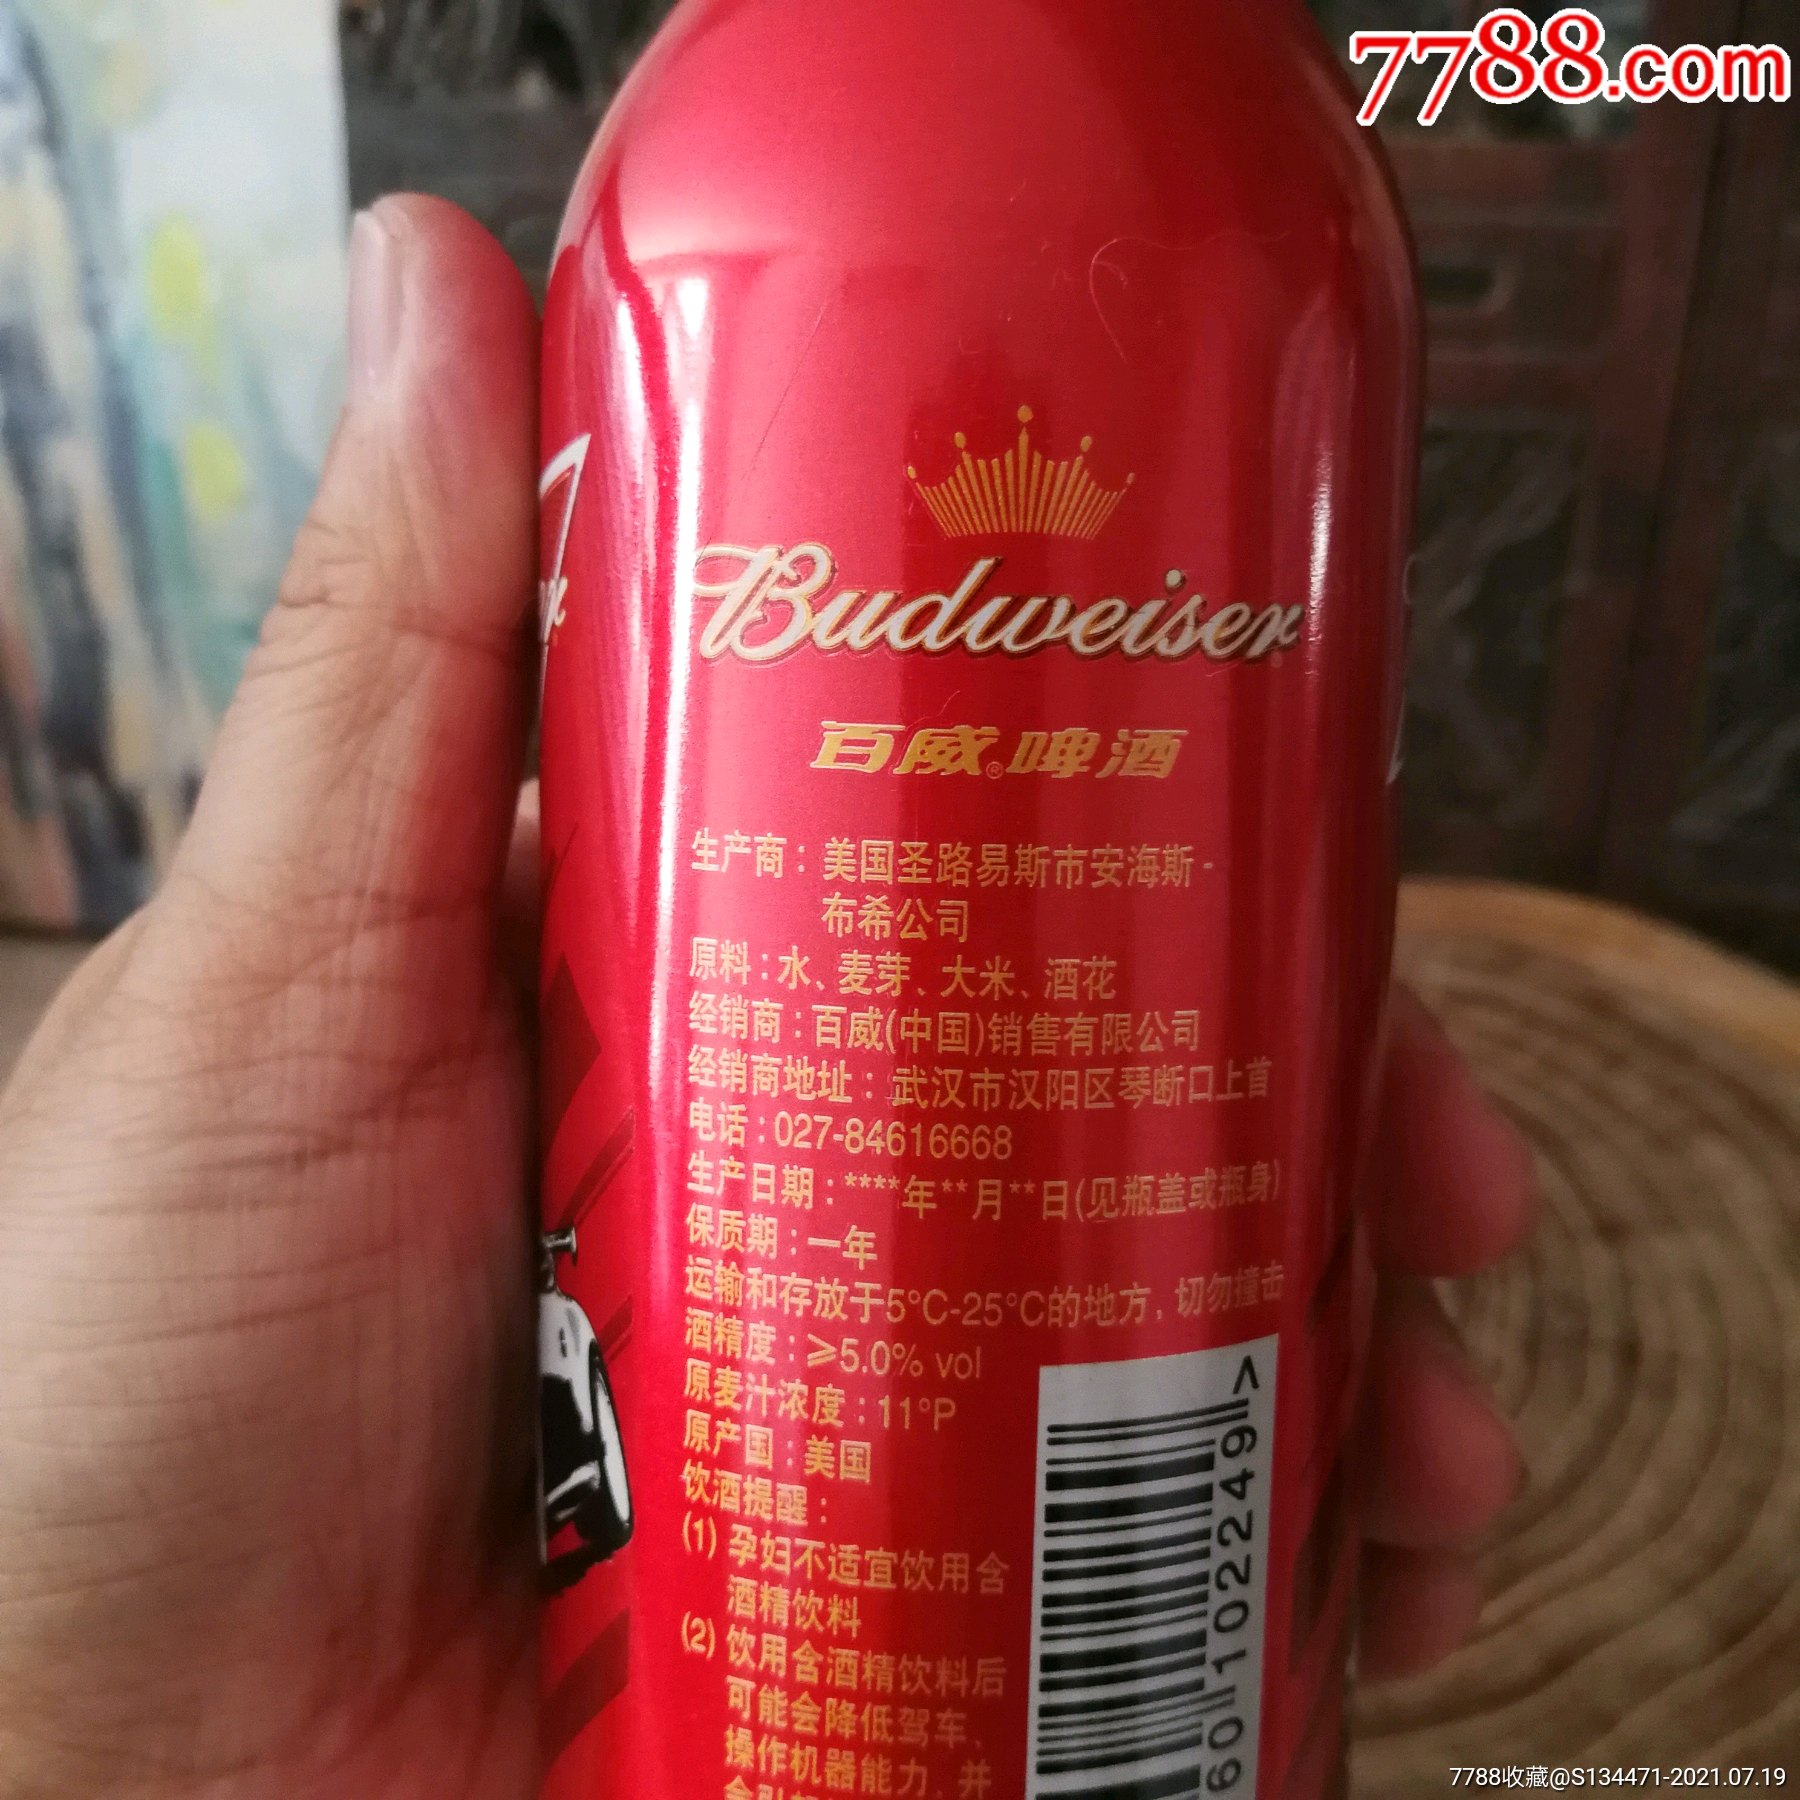 7788.com
Budweiser
百威®啤酒
生产商：美国圣路易斯市安海斯-
布希公司
原料：水、麦芽、大米、酒花
经销商：百威(中国)销售有限公司
经销商地址：武汉市汉阳区琴断口上首
电话：027-84616668
生产日期：****年**月**日(见瓶盖或瓶身)
保质期：一年
运输和存放于5°C-25°C的地方，切勿撞击
酒精度：≥5.0% vol
原麦汁浓度：11°P
原产国：美国
饮酒提醒：
(1) 孕妇不适宜饮用含
酒精饮料
(2) 饮用含酒精饮料后
可能会降低驾车、
操作机器能力、并
601102249 >
7788收藏@S134471-2021.07.19